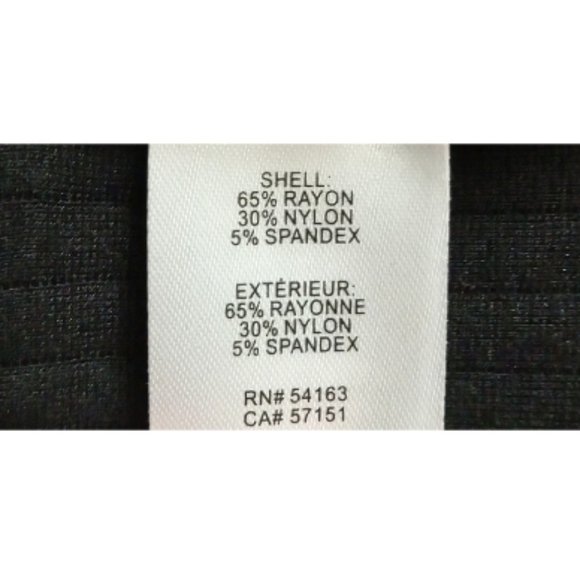 SHELL:
65% RAYON
30% NYLON
5% SPANDEX
EXTÉRIEUR:
65% RAYONNE
30% NYLON
5% SPANDEX
RN# 54163
CA# 57151